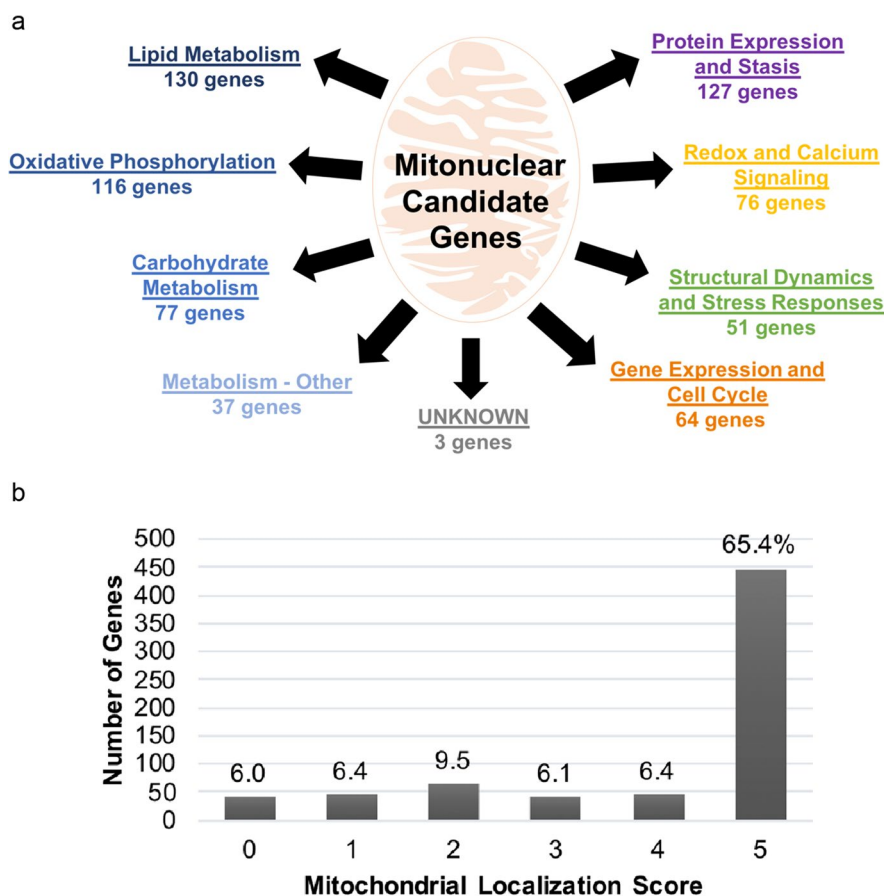 a
Lipid Metabolism
130 genes
Protein Expression
and Stasis
127 genes
Oxidative Phosphorylation
116 genes
Mitonuclear
Candidate
Genes
Redox and Calcium
Signaling
76 genes
Carbohydrate
Metabolism
77 genes
Structural Dynamics
and Stress Responses
51 genes
Metabolism - Other
37 genes
UNKNOWN
3 genes
Gene Expression and
Cell Cycle
64 genes
b
Number of Genes
500
450
400
350
300
250
200
150
100
50
0
6.0
6.4
9.5
6.1
6.4
65.4%
0 1 2 3 4 5
Mitochondrial Localization Score